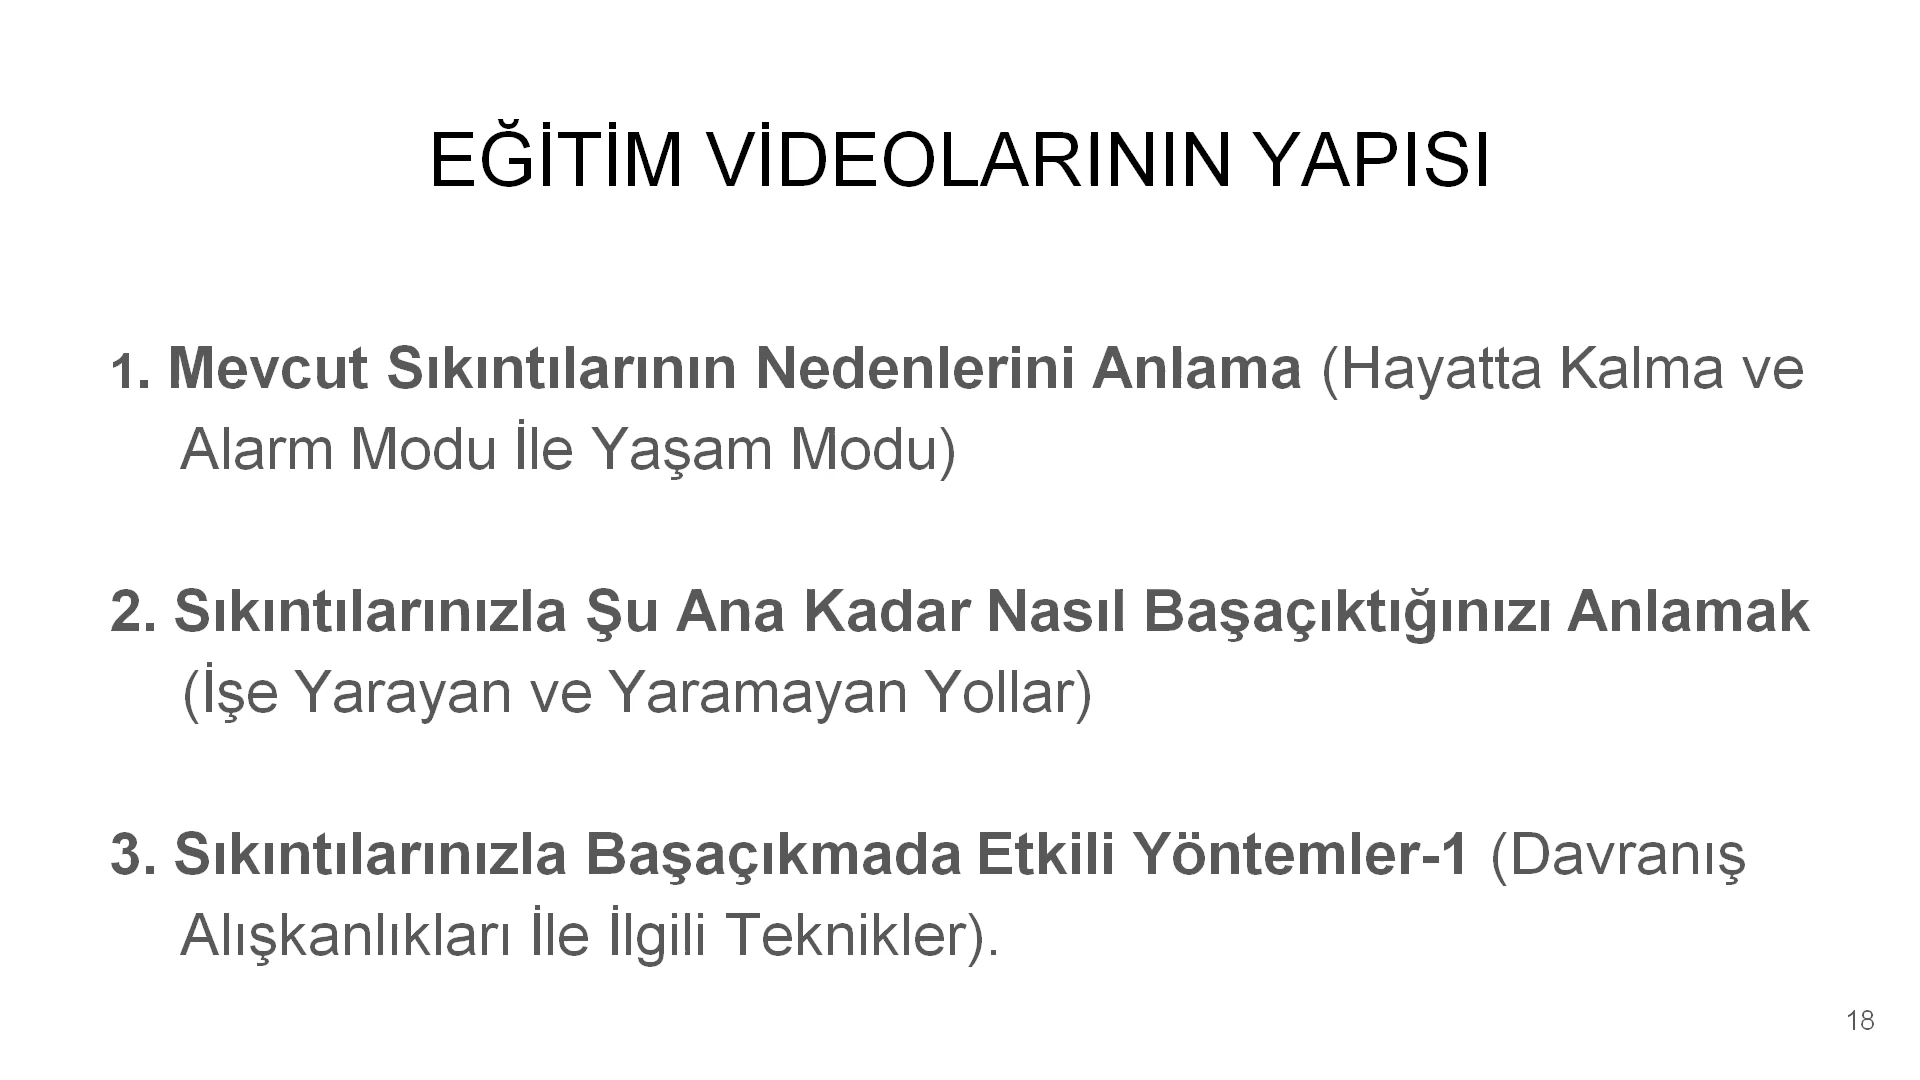 EĞİTİM VİDEOLARININ YAPISI
1. Mevcut Sıkıntılarının Nedenlerini Anlama (Hayatta Kalma ve
Alarm Modu İle Yaşam Modu)
2. Sıkıntılarınızla Şu Ana Kadar Nasıl Başaçıktığınızı Anlamak
(İşe Yarayan ve Yaramayan Yollar)
3. Sıkıntılarınızla Başaçıkmada Etkili Yöntemler-1 (Davranış
Alışkanlıkları İle İlgili Teknikler).
18